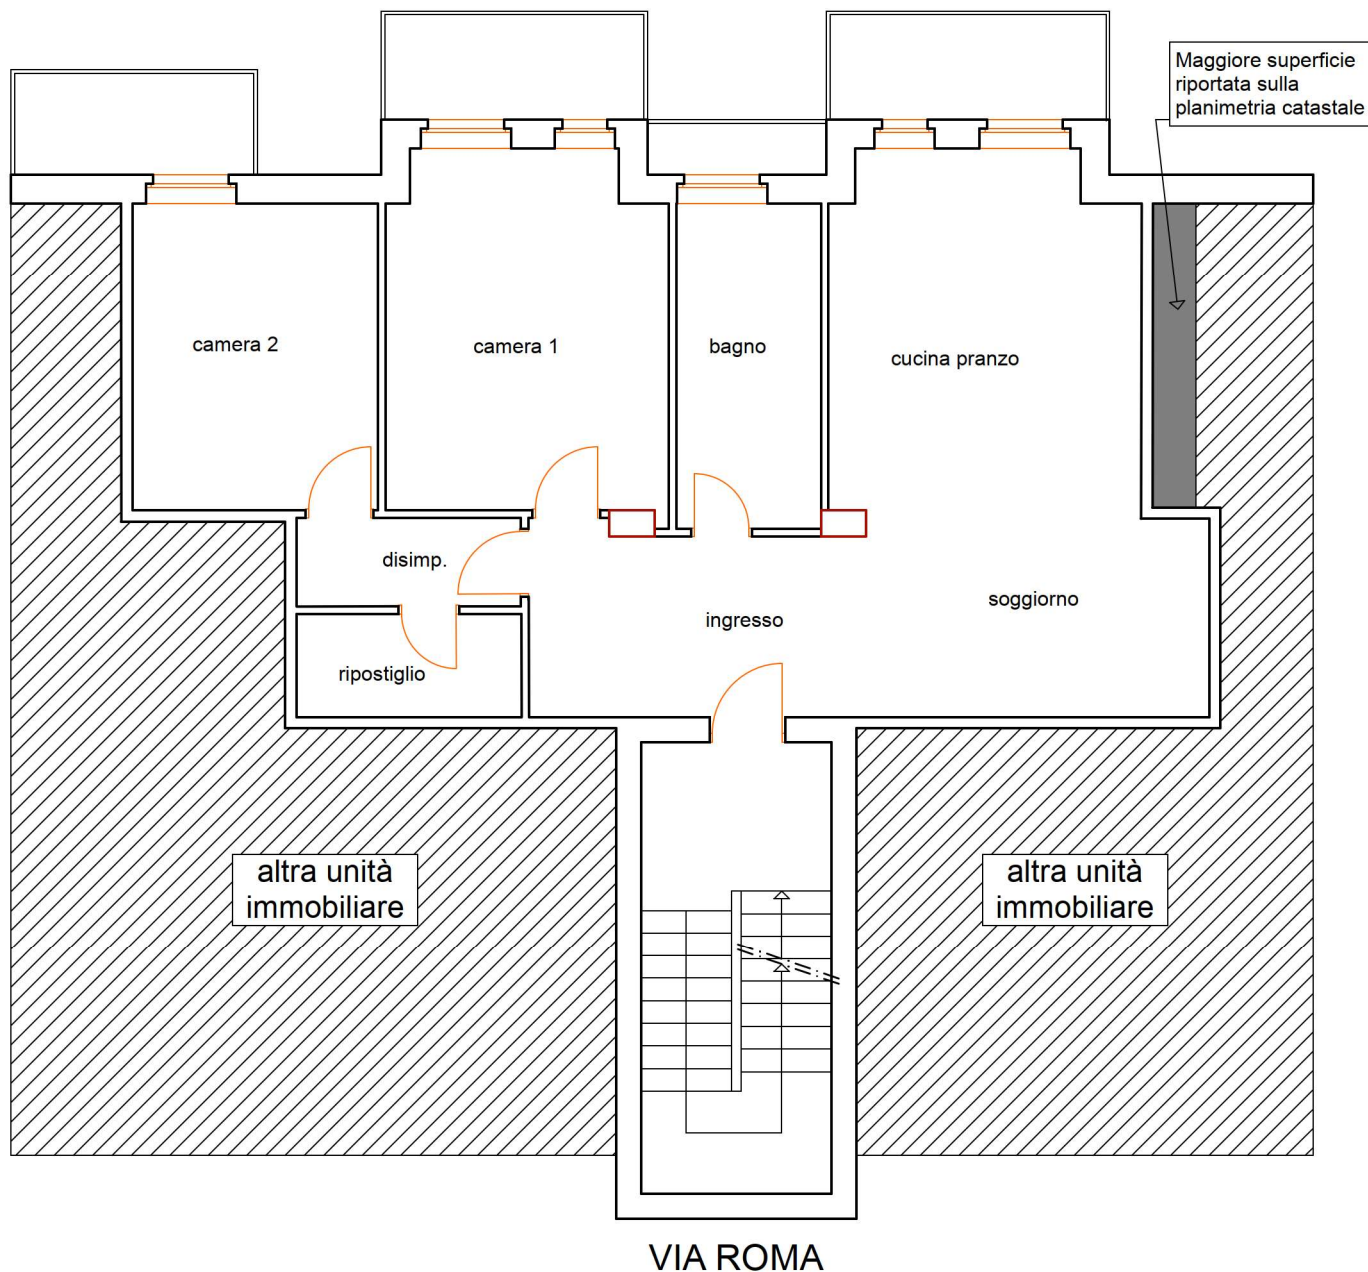 Maggiore superficie
riportata sulla
planimetria catastale
camera 2
camera 1
bagno
cucina pranzo
disimp.
soggiorno
ingresso
ripostiglio
altra unità
immobiliare
altra unità
immobiliare
VIA ROMA